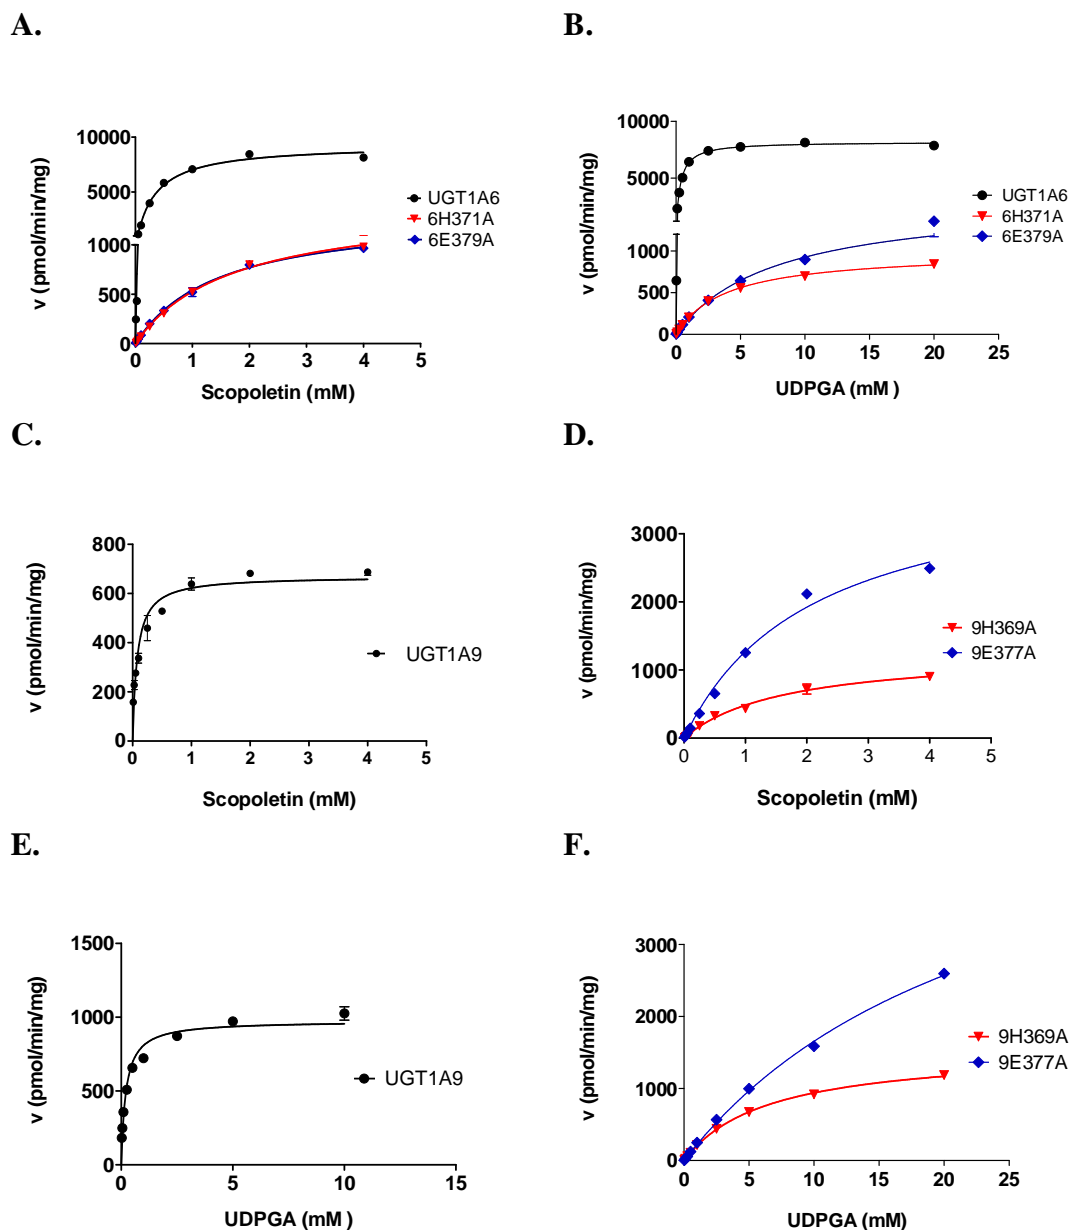 A.
v (pmol/min/mg)
10000
5000
1000
500
0
0 1 2 3 4 5
Scopoletin (mM)
UGT1A6
6H371A
6E379A
B.
v (pmol/min/mg)
10000
5000
1000
500
0
0 5 10 15 20 25
UDPGA (mM )
UGT1A6
6H371A
6E379A
C.
v (pmol/min/mg)
800
600
400
200
0
0 1 2 3 4 5
Scopoletin (mM)
UGT1A9
D.
v (pmol/min/mg)
3000
2000
1000
0
0 1 2 3 4 5
Scopoletin (mM)
9H369A
9E377A
E.
v (pmol/min/mg)
1500
1000
500
0
0 5 10 15
UDPGA (mM )
UGT1A9
F.
v (pmol/min/mg)
3000
2000
1000
0
0 5 10 15 20 25
UDPGA (mM)
9H369A
9E377A